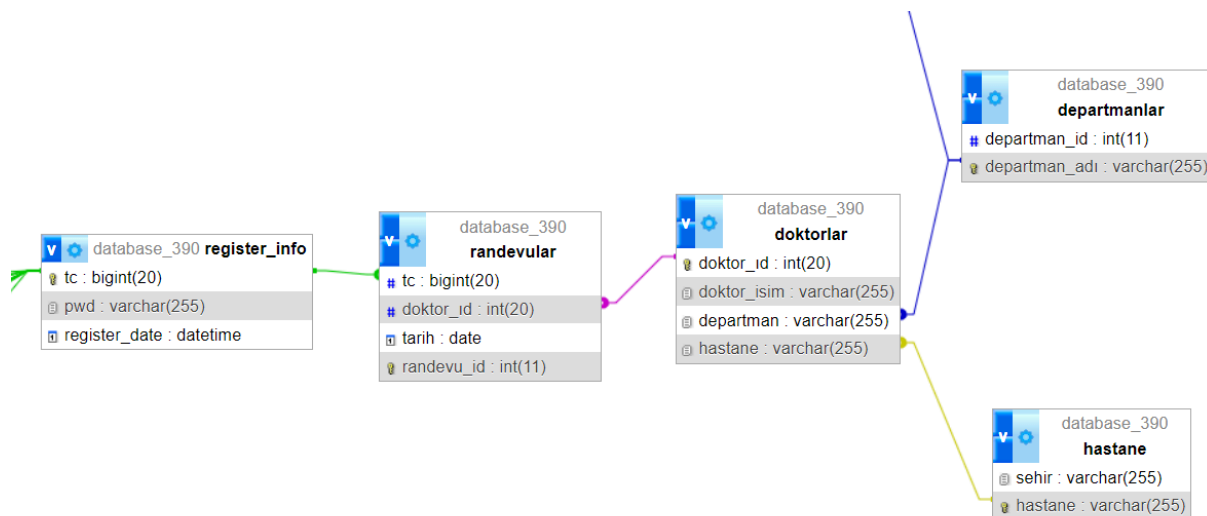 database_390 register_info
tc : bigint(20)
pwd : varchar(255)
register_date : datetime
database_390
randevular
tc : bigint(20)
doktor_ıd : int(20)
tarih : date
randevu_id : int(11)
database_390
doktorlar
doktor_ıd : int(20)
doktor_isim : varchar(255)
departman : varchar(255)
hastane : varchar(255)
database_390
departmanlar
departman_id : int(11)
departman_adı : varchar(255)
database_390
hastane
sehir : varchar(255)
hastane : varchar(255)